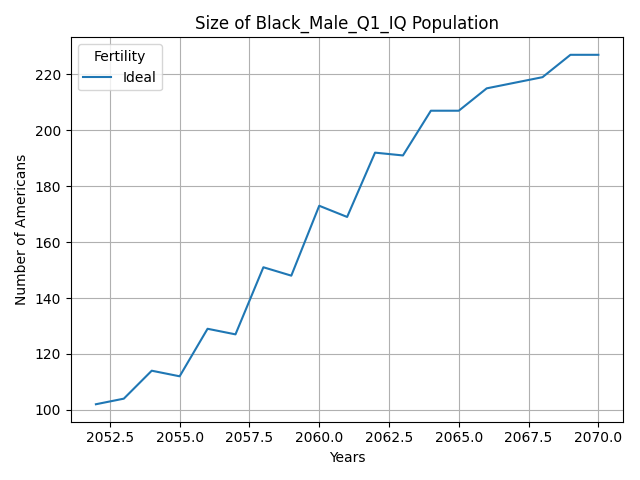 Size of Black_Male_Q1_IQ Population
Fertility
Ideal
Number of Americans
220
200
180
160
140
120
100
2052.5 2055.0 2057.5 2060.0 2062.5 2065.0 2067.5 2070.0
Years